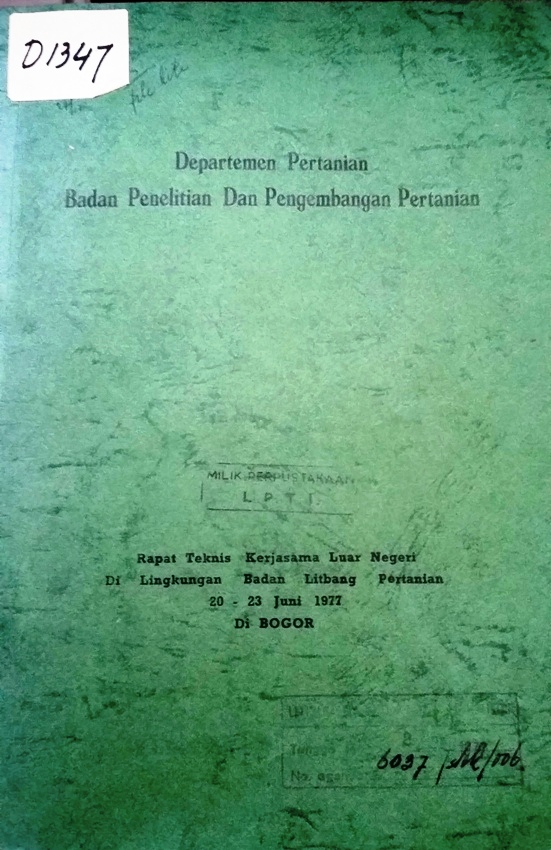 D1347
Departemen Pertanian
Badan Penelitian Dan Pengembangan Pertanian
MILIK PERPUSTAKAAN
L. P. T. I.
Rapat Teknis Kerjasama Luar Negeri
Di Lingkungan Badan Litbang Pertanian
20 - 23 Juni 1977
Di BOGOR
6037
No. agen